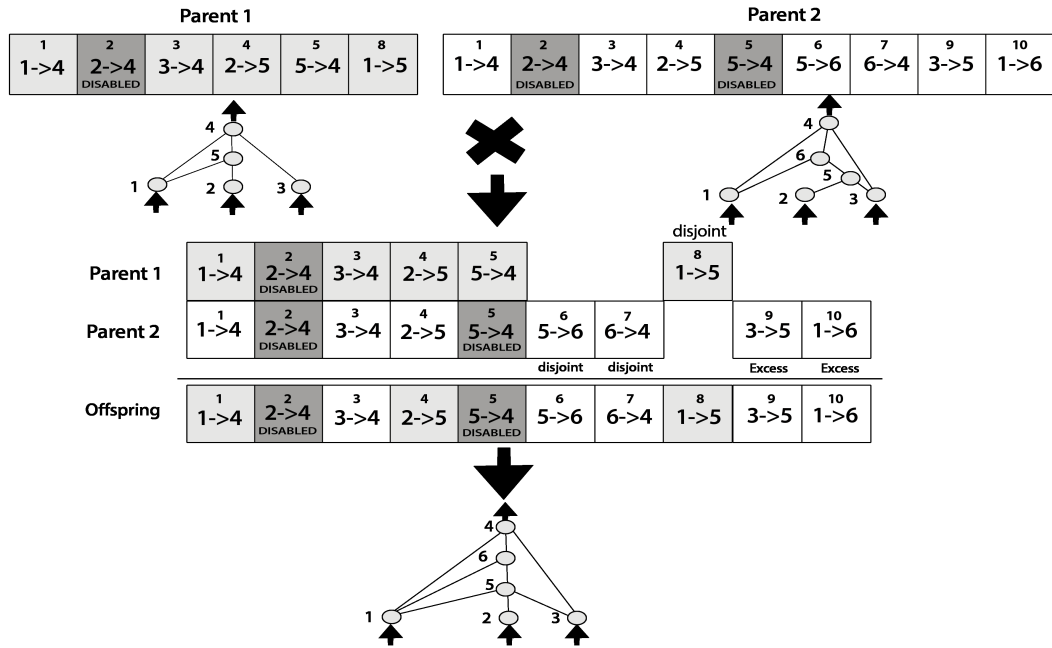 Parent 1
Parent 2
1 2 3 4 5 8
1->4 2->4 3->4 2->5 5->4 1->5
DISABLED
1 2 3 4 5 6 7 9 10
1->4 2->4 3->4 2->5 5->4 5->6 6->4 3->5 1->6
DISABLED DISABLED
4
5
1 2 3
4
6
5
1 2 3
disjoint
1 2 3 4 5 8
Parent 1 1->4 2->4 3->4 2->5 5->4 1->5
DISABLED
1 2 3 4 5 6 7 9 10
Parent 2 1->4 2->4 3->4 2->5 5->4 5->6 6->4 3->5 1->6
DISABLED DISABLED
disjoint disjoint Excess Excess
1 2 3 4 5 6 7 8 9 10
Offspring 1->4 2->4 3->4 2->5 5->4 5->6 6->4 1->5 3->5 1->6
DISABLED DISABLED
4
6
5
1 2 3